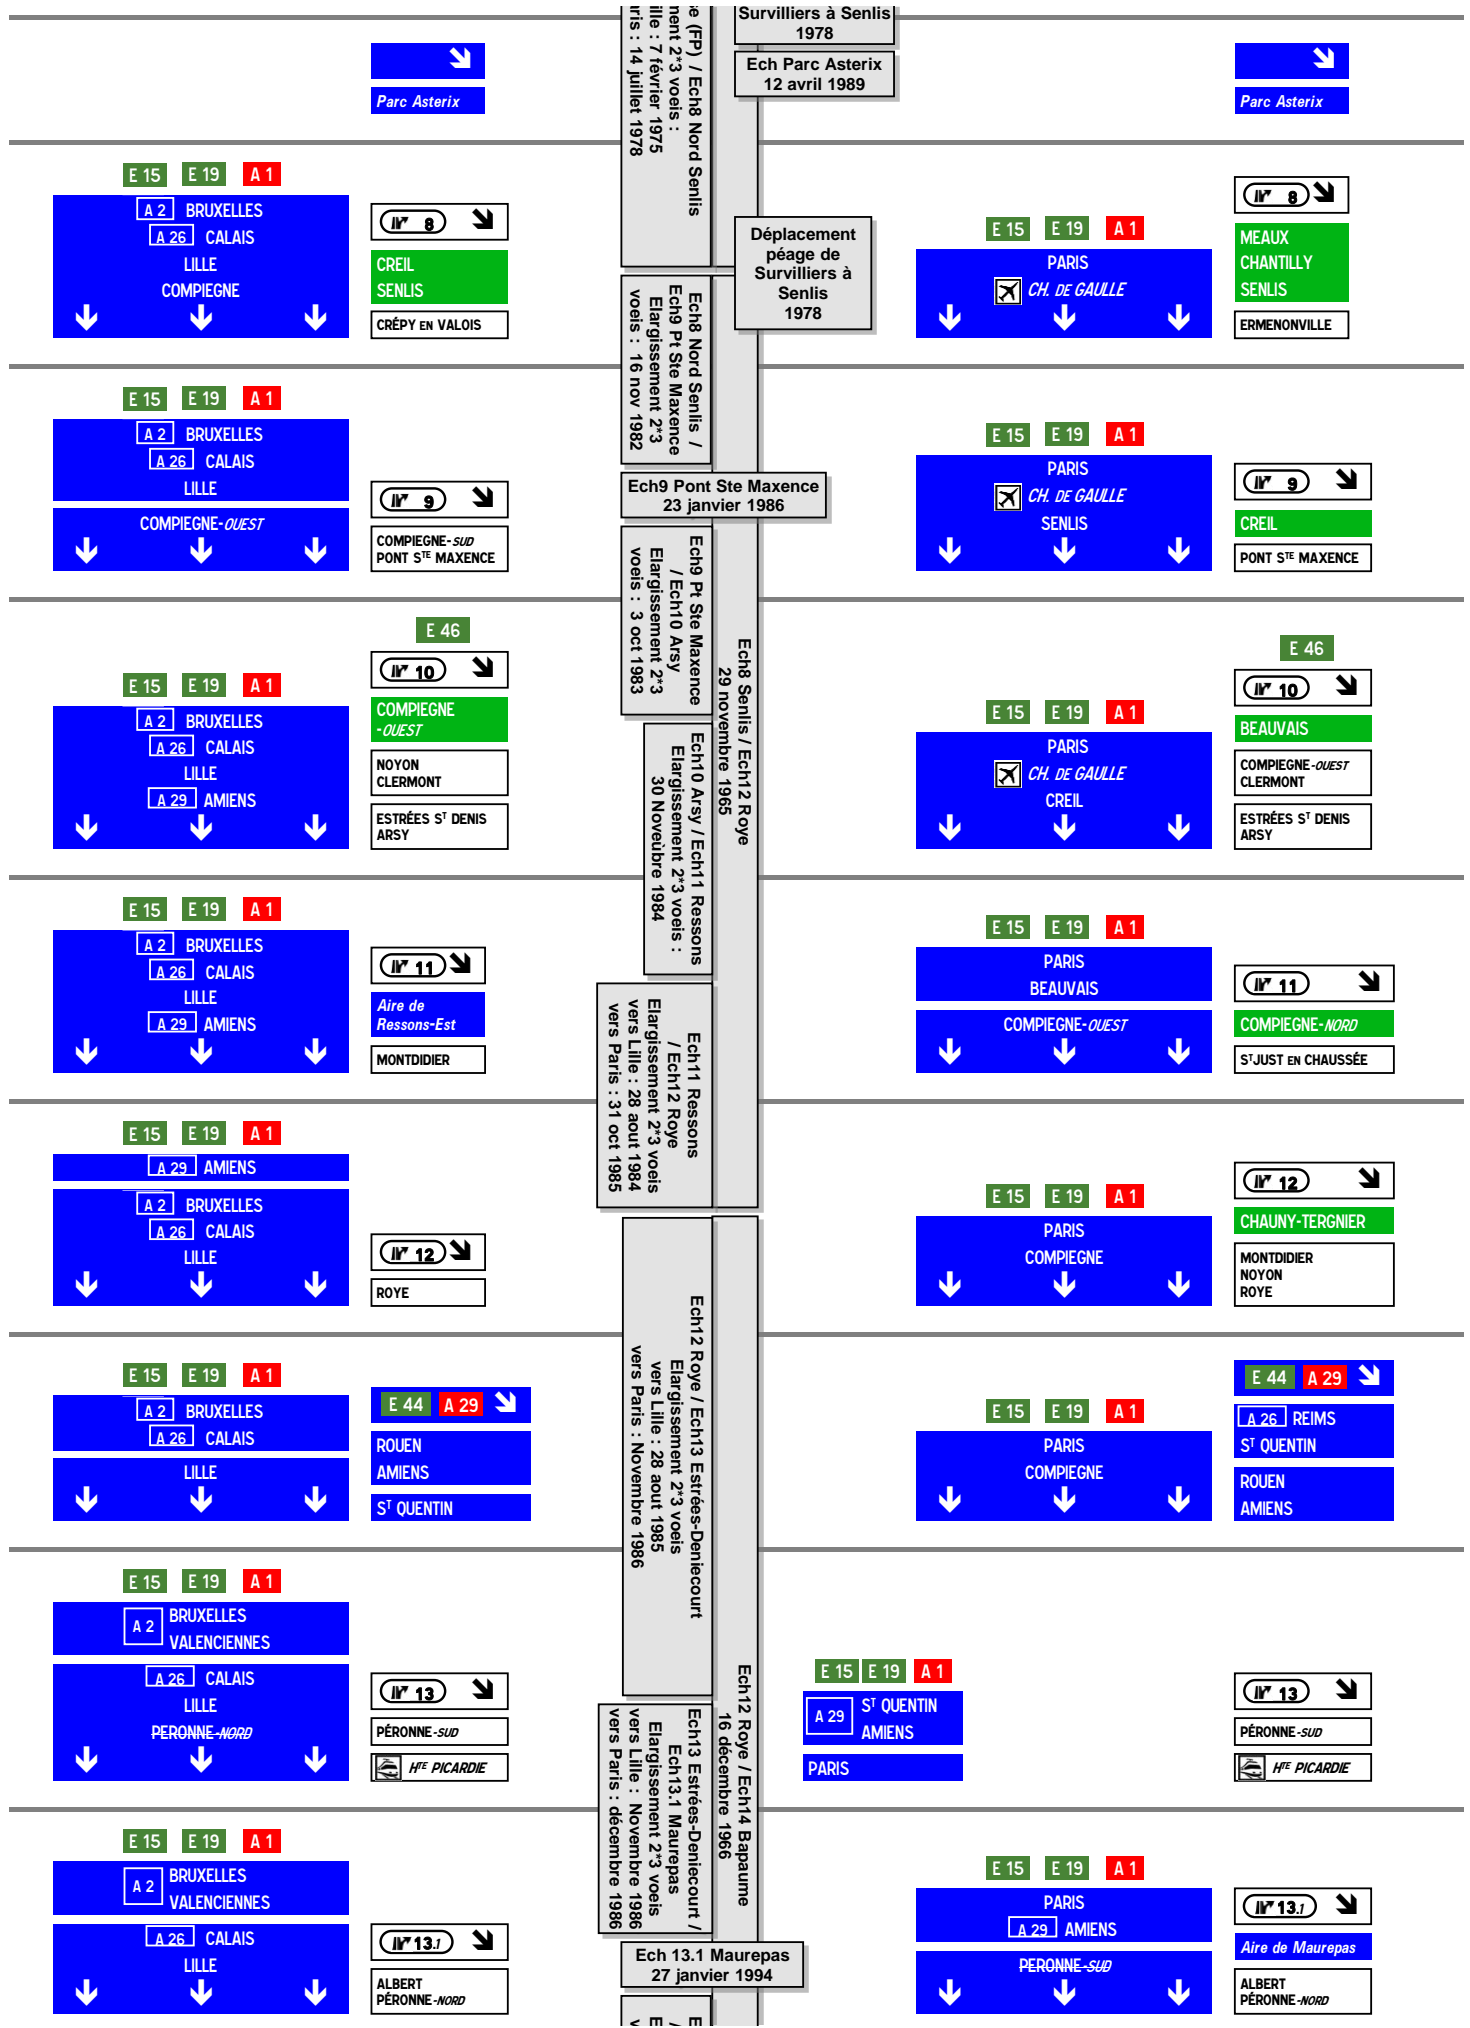 Survilliers à Senlis
1978
Ech Parc Asterix
12 avril 1989
Parc Asterix
Parc Asterix
e (FP) / Ech8 Nord Senlis
nent 2*3 voeis :
ille : 7 février 1975
ris : 14 juillet 1978
E 15 E 19 A 1
A 2 BRUXELLES
A 26 CALAIS
LILLE
COMPIEGNE
8
CREIL
SENLIS
CRÉPY EN VALOIS
Déplacement
péage de
Survilliers à
Senlis
1978
E 15 E 19 A 1
PARIS
CH. DE GAULLE
8
MEAUX
CHANTILLY
SENLIS
ERMENONVILLE
Ech8 Nord Senlis /
Ech9 Pt Ste Maxence
Elargissement 2*3
voeis : 16 nov 1982
E 15 E 19 A 1
A 2 BRUXELLES
A 26 CALAIS
LILLE
COMPIEGNE-OUEST
9
COMPIEGNE-SUD
PONT STE MAXENCE
Ech9 Pont Ste Maxence
23 janvier 1986
E 15 E 19 A 1
PARIS
CH. DE GAULLE
SENLIS
9
CREIL
PONT STE MAXENCE
Ech9 Pt Ste Maxence
/ Ech10 Arsy
Elargissement 2*3
voeis : 3 oct 1983
Ech8 Senlis / Ech12 Roye
29 novembre 1965
E 15 E 19 A 1
A 2 BRUXELLES
A 26 CALAIS
LILLE
A 29 AMIENS
E 46
10
COMPIEGNE
-OUEST
NOYON
CLERMONT
ESTRÉES ST DENIS
ARSY
E 15 E 19 A 1
PARIS
CH. DE GAULLE
CREIL
E 46
10
BEAUVAIS
COMPIEGNE-OUEST
CLERMONT
ESTRÉES ST DENIS
ARSY
Ech10 Arsy / Ech11 Ressons
Elargissement 2*3 voeis :
30 Noveùbre 1984
E 15 E 19 A 1
A 2 BRUXELLES
A 26 CALAIS
LILLE
A 29 AMIENS
11
Aire de
Ressons-Est
MONTDIDIER
E 15 E 19 A 1
PARIS
BEAUVAIS
COMPIEGNE-OUEST
11
COMPIEGNE-NORD
STJUST EN CHAUSSÉE
Ech11 Ressons
/ Ech12 Roye
Elargissement 2*3 voeis
vers Lille : 28 aout 1984
vers Paris : 31 oct 1985
E 15 E 19 A 1
A 29 AMIENS
A 2 BRUXELLES
A 26 CALAIS
LILLE
12
ROYE
E 15 E 19 A 1
PARIS
COMPIEGNE
12
CHAUNY-TERGNIER
MONTDIDIER
NOYON
ROYE
Ech12 Roye / Ech13 Estrées-Deniecourt
Elargissement 2*3 voeis
vers Lille : 28 aout 1985
vers Paris : Novembre 1986
E 15 E 19 A 1
A 2 BRUXELLES
A 26 CALAIS
LILLE
E 44 A 29
ROUEN
AMIENS
ST QUENTIN
E 15 E 19 A 1
PARIS
COMPIEGNE
E 44 A 29
A 26 REIMS
ST QUENTIN
ROUEN
AMIENS
Ech12 Roye / Ech14 Bapaume
16 décembre 1966
E 15 E 19 A 1
A 2 BRUXELLES
VALENCIENNES
A 26 CALAIS
LILLE
PERONNE-NORD
13
PÉRONNE-SUD
HTE PICARDIE
E 15 E 19 A 1
A 29 ST QUENTIN
AMIENS
PARIS
13
PÉRONNE-SUD
HTE PICARDIE
Ech13 Estrées-Deniecourt /
Ech13.1 Maurepas
Elargissement 2*3 voeis
vers Lille : Novembre 1986
vers Paris : décembre 1986
E 15 E 19 A 1
A 2 BRUXELLES
VALENCIENNES
A 26 CALAIS
LILLE
13.1
ALBERT
PÉRONNE-NORD
Ech 13.1 Maurepas
27 janvier 1994
E 15 E 19 A 1
PARIS
A 29 AMIENS
PERONNE-SUD
13.1
Aire de Maurepas
ALBERT
PÉRONNE-NORD